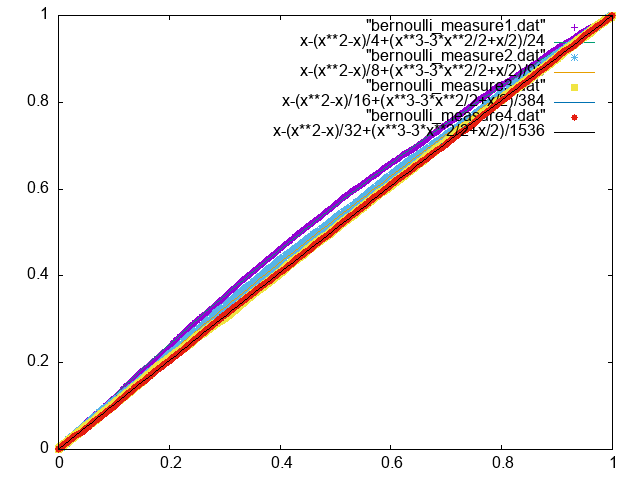 1
0.8
0.6
0.4
0.2
0
0
0.2
0.4
0.6
0.8
1
"bernoulli_measure1.dat"
x-(x**2-x)/4+(x**3-3*x**2/2+x/2)/24
"bernoulli_measure2.dat"
x-(x**2-x)/8+(x**3-3*x**2/2+x/2)/
"bernoulli_measure3.dat"
x-(x**2-x)/16+(x**3-3*x**2/2+x/2)/384
"bernoulli_measure4.dat"
x-(x**2-x)/32+(x**3-3*x**2/2+x/2)/1536